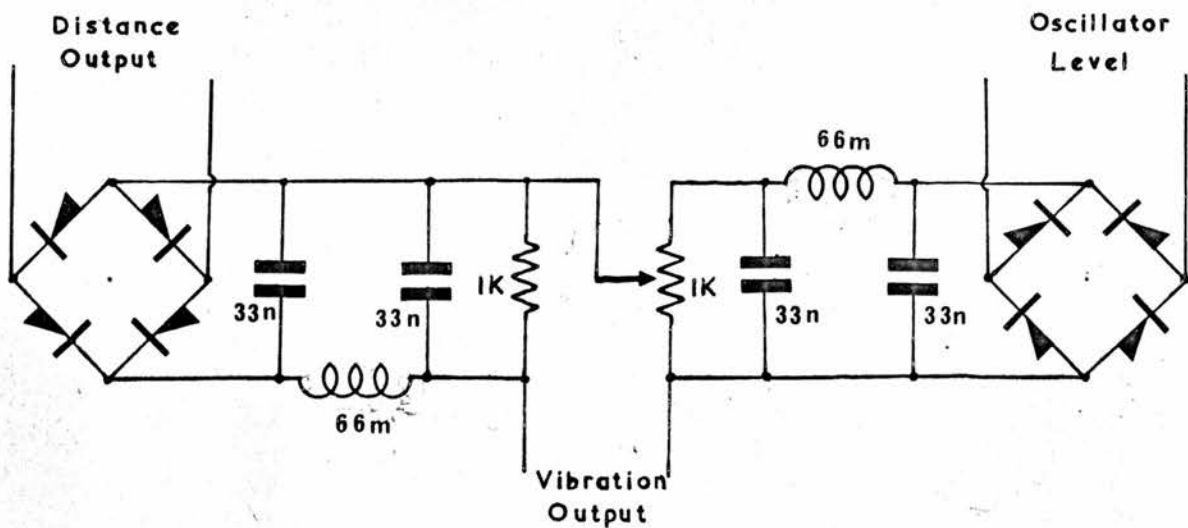 Distance
Output
Oscillator
Level
66m
1K
1K
33n
33n
33n
33n
66m
Vibration
Output